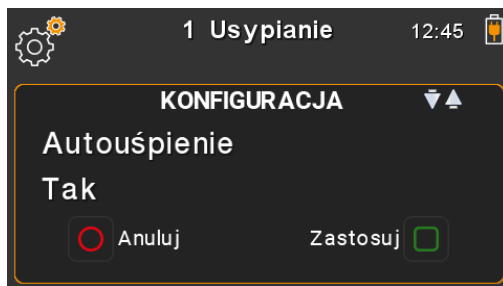 1 Usypianie 12:45
KONFIGURACJA
Autouśpienie
Tak
Anuluj Zastosuj